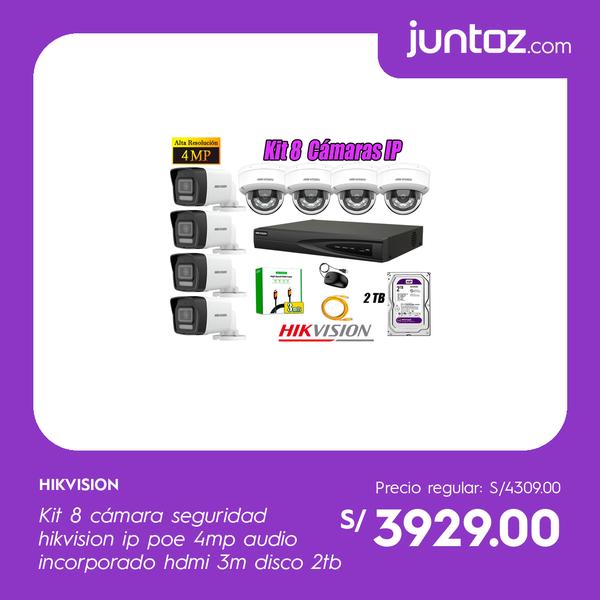 juntoz.com
Alta Resolución
4MP
Kit 8 Cámaras IP
HIKVISION
3m
2 TB
HIKVISION
Precio regular: S/4309.00
Kit 8 cámara seguridad
hikvision ip poe 4mp audio
incorporado hdmi 3m disco 2tb
S/ 3929.00